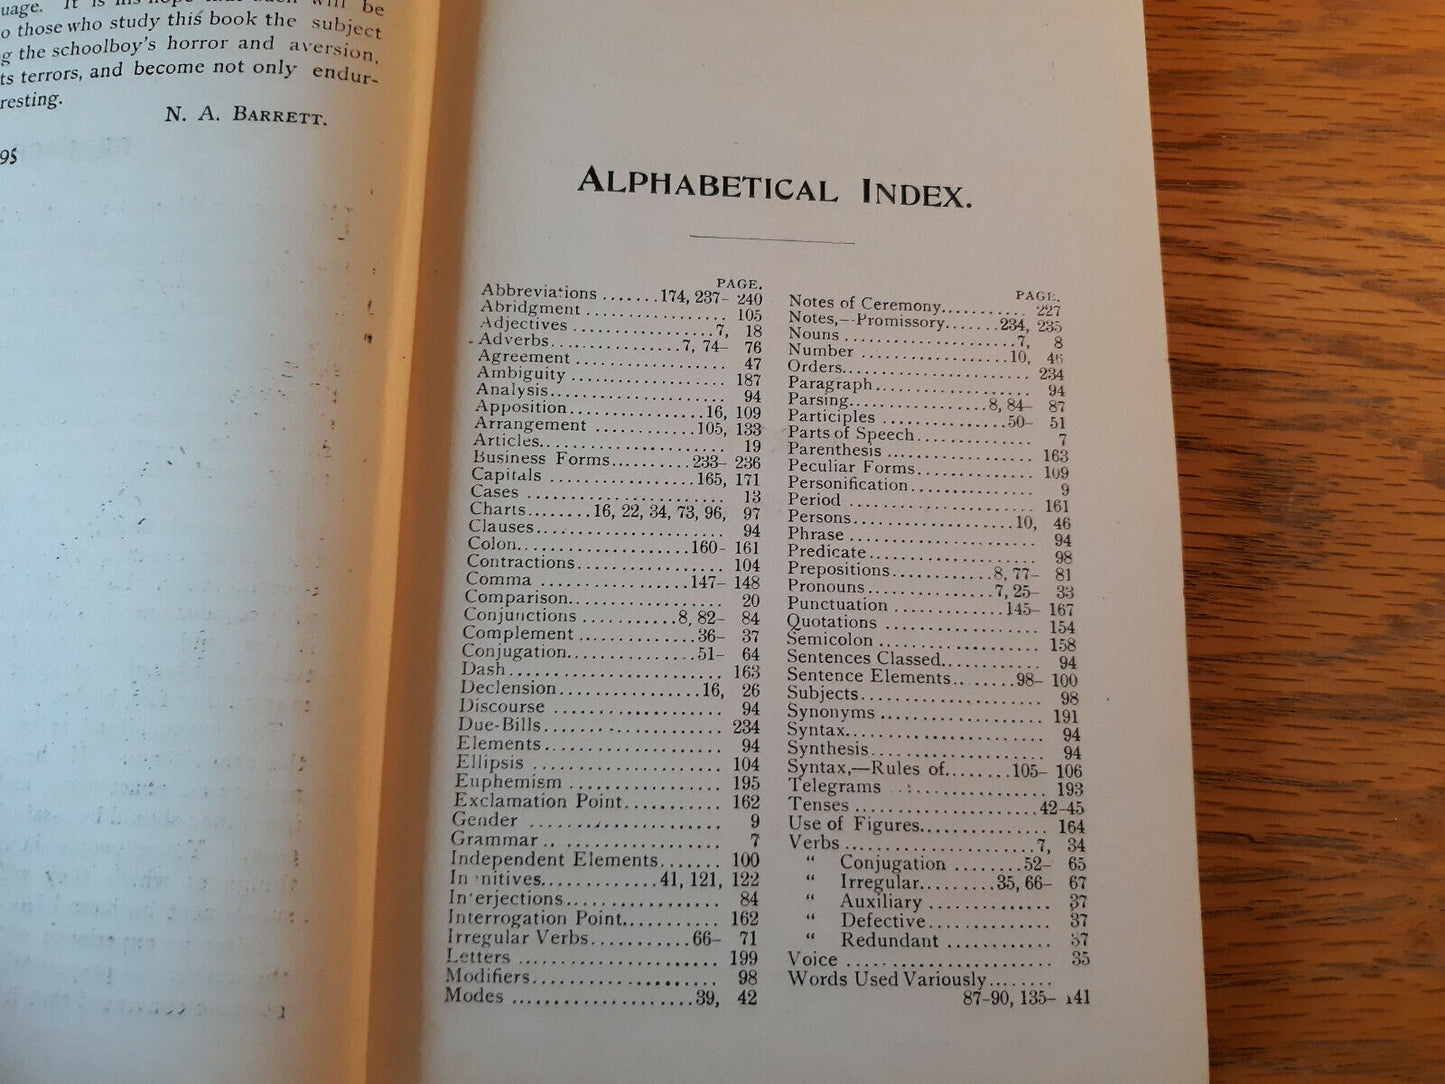 uage. It is his hope that such will be
o those who study this book the subject
g the schoolboy's horror and aversion,
ts terrors, and become not only endur-
resting.
N. A. BARRETT.
95
ALPHABETICAL INDEX.
PAGE.
Abbreviations.......174, 237- 240
Abridgment................. 105
Adjectives.................7, 18
Adverbs................7, 74- 76
Agreement.................. 47
Ambiguity................... 187
Analysis..................... 94
Apposition................16, 109
Arrangement............105, 133
Articles..................... 19
Business Forms..........233- 236
Capitals..................165, 171
Cases....................... 13
Charts........16, 22, 34, 73, 96, 97
Clauses...................... 94
Colon....................160- 161
Contractions................. 104
Comma.................147- 148
Comparison.................. 20
Conjunctions...........8, 82- 84
Complement.............36- 37
Conjugation...............51- 64
Dash........................ 163
Declension................16, 26
Discourse................... 94
Due-Bills.................... 234
Elements.................... 94
Ellipsis...................... 104
Euphemism.................. 195
Exclamation Point........... 162
Gender...................... 9
Grammar.................... 7
Independent Elements....... 100
Infinitives.............41, 121, 122
Interjections.................. 84
Interrogation Point........... 162
Irregular Verbs...........66- 71
Letters....................... 199
Modifiers..................... 98
Modes.....................39, 42
PAGE.
Notes of Ceremony.......... 227
Notes,—Promissory.......234, 235
Nouns....................7, 8
Number.................10, 46
Orders...................... 234
Paragraph.................. 94
Parsing................8, 84- 87
Participles..............50- 51
Parts of Speech.............. 7
Parenthesis................. 163
Peculiar Forms.............. 109
Personification.............. 9
Period...................... 161
Persons..................10, 46
Phrase...................... 94
Predicate................... 98
Prepositions............8, 77- 81
Pronouns...............7, 25- 33
Punctuation.............145- 167
Quotations.................. 154
Semicolon................... 158
Sentences Classed........... 94
Sentence Elements........98- 100
Subjects..................... 98
Synonyms................... 191
Syntax...................... 94
Synthesis.................... 94
Syntax,—Rules of........105- 106
Telegrams................... 193
Tenses....................42-45
Use of Figures............... 164
Verbs.....................7, 34
" Conjugation........52- 65
" Irregular.........35, 66- 67
" Auxiliary.............. 37
" Defective.............. 37
" Redundant............ 37
Voice........................ 35
Words Used Variously........
87-90, 135- 141